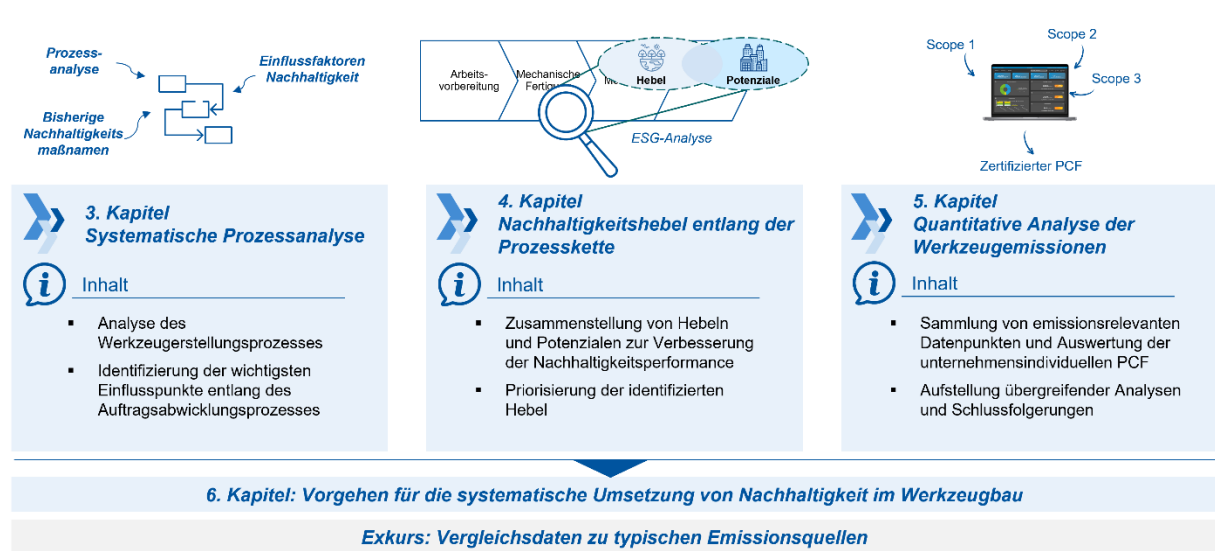 Prozess-
analyse
Einflussfaktoren
Nachhaltigkeit
Bisherige
Nachhaltigkeits
maßnamen
Arbeits-
vorbereitung
Mechanische
Fertigu
Hebel
Potenziale
ESG-Analyse
Scope 1
Scope 2
Scope 3
Zertifizierter PCF
3. Kapitel
Systematische Prozessanalyse
Inhalt
▪ Analyse des
Werkzeugerstellungsprozesses
▪ Identifizierung der wichtigsten
Einflusspunkte entlang des
Auftragsabwicklungsprozesses
4. Kapitel
Nachhaltigkeitshebel entlang der
Prozesskette
Inhalt
▪ Zusammenstellung von Hebeln
und Potenzialen zur Verbesserung
der Nachhaltigkeitsperformance
▪ Priorisierung der identifizierten
Hebel
5. Kapitel
Quantitative Analyse der
Werkzeugemissionen
Inhalt
▪ Sammlung von emissionsrelevanten
Datenpunkten und Auswertung der
unternehmensindividuellen PCF
▪ Aufstellung übergreifender Analysen
und Schlussfolgerungen
6. Kapitel: Vorgehen für die systematische Umsetzung von Nachhaltigkeit im Werkzeugbau
Exkurs: Vergleichsdaten zu typischen Emissionsquellen